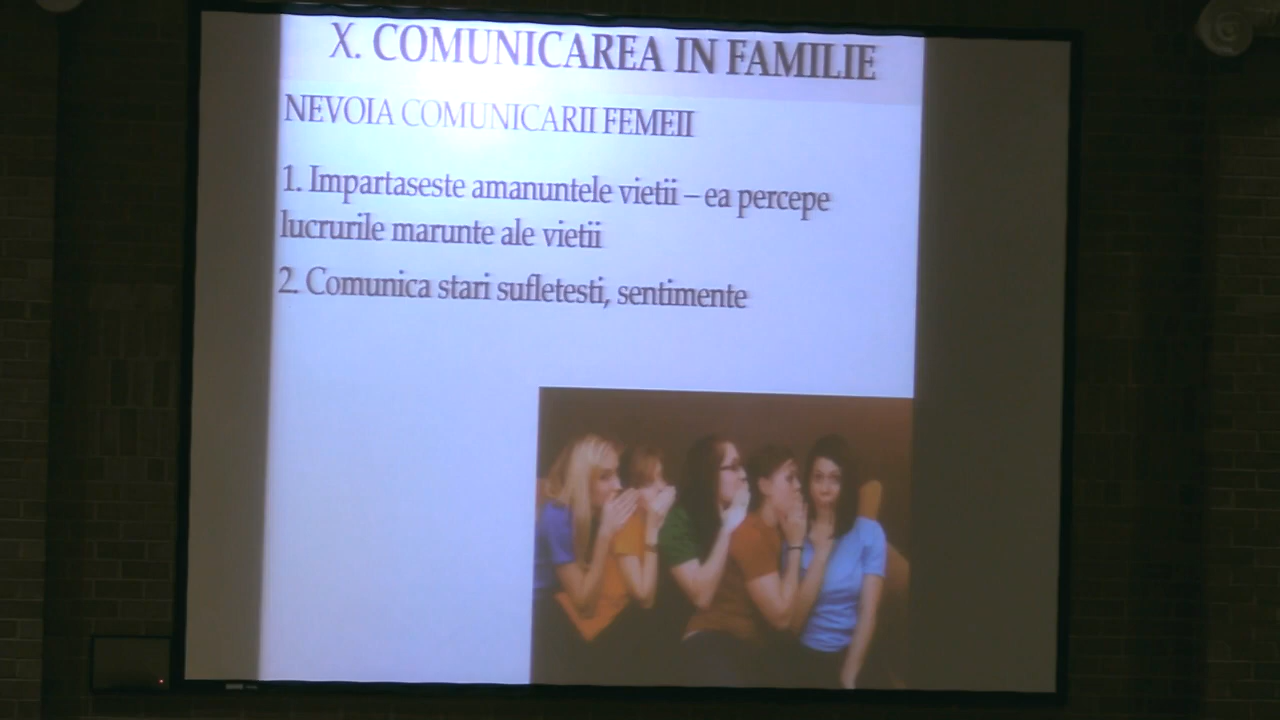 X. COMUNICAREA IN FAMILIE
NEVOIA COMUNICARII FEMEII
1. Impartaseste amanuntele vietii – ea percepe
lucrurile marunte ale vietii
2. Comunica stari sufletesti, sentimente